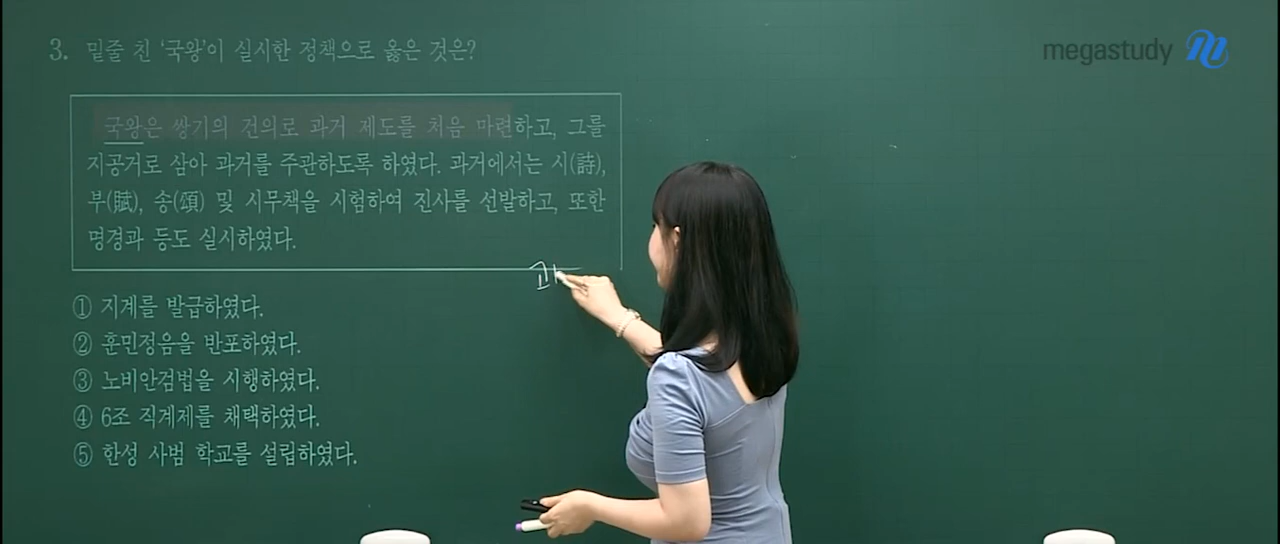 3. 밑줄 친 ‘국왕’이 실시한 정책으로 옳은 것은?
megastudy
국왕은 쌍기의 건의로 과거 제도를 처음 마련하고, 그를
지공거로 삼아 과거를 주관하도록 하였다. 과거에서는 시(詩),
부(賦), 송(頌) 및 시무책을 시험하여 진사를 선발하고, 또한
명경과 등도 실시하였다.
① 지계를 발급하였다.
② 훈민정음을 반포하였다.
③ 노비안검법을 시행하였다.
④ 6조 직계제를 채택하였다.
⑤ 한성 사범 학교를 설립하였다.